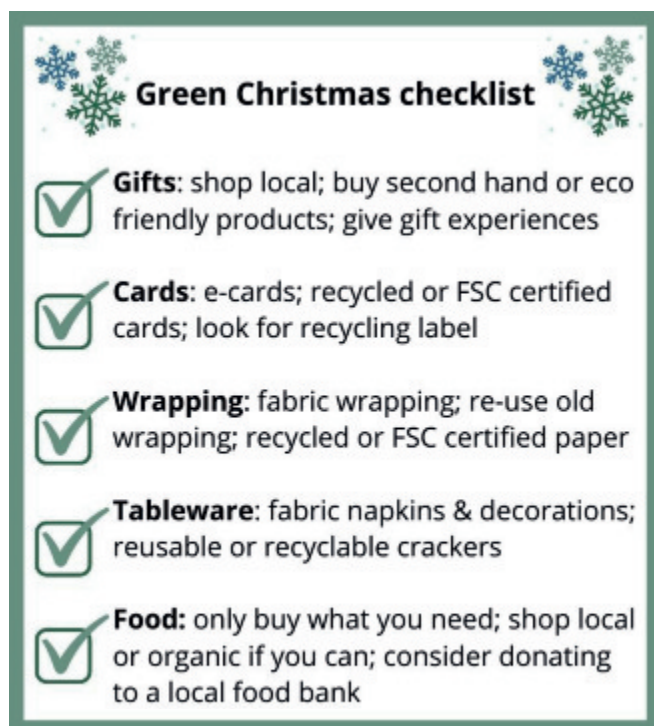 Green Christmas checklist
Gifts: shop local; buy second hand or eco
friendly products; give gift experiences
Cards: e-cards; recycled or FSC certified
cards; look for recycling label
Wrapping: fabric wrapping; re-use old
wrapping; recycled or FSC certified paper
Tableware: fabric napkins & decorations;
reusable or recyclable crackers
Food: only buy what you need; shop local
or organic if you can; consider donating
to a local food bank